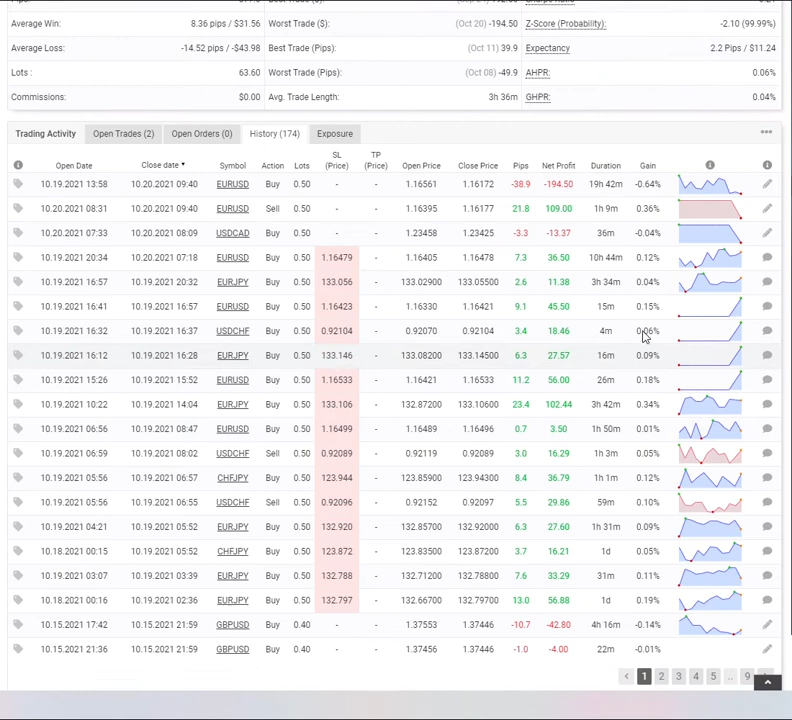 Average Win: 8.36 pips / $31.56 (Oct 20) -194.50 Z-Score (Probability): -2.10 (99.99%)
Worst Trade ($):
Average Loss: -14.52 pips / -$43.98 Best Trade (Pips): (Oct 11) 39.9 Expectancy 2.2 Pips / $11.24
Lots : 63.60 Worst Trade (Pips): (Oct 08) -49.9 AHPR: 0.06%
Commissions: $0.00 Avg. Trade Length: 3h 36m GHPR: 0.04%
Trading Activity Open Trades (2) Open Orders (0) History (174) Exposure
Open Date Close date Symbol Action Lots SL (Price) TP (Price) Open Price Close Price Pips Net Profit Duration Gain
10.19.2021 13:58 10.20.2021 09:40 EURUSD Buy 0.50 - - 1.16561 1.16172 -38.9 -194.50 19h 42m -0.64%
10.20.2021 08:31 10.20.2021 09:40 EURUSD Sell 0.50 - - 1.16395 1.16177 21.8 109.00 1h 9m 0.36%
10.20.2021 07:33 10.20.2021 08:09 USDCAD Buy 0.50 - - 1.23458 1.23425 -3.3 -13.37 36m -0.04%
10.19.2021 20:34 10.20.2021 07:18 EURUSD Buy 0.50 1.16479 - 1.16405 1.16478 7.3 36.50 10h 44m 0.12%
10.19.2021 16:57 10.19.2021 20:32 EURJPY Buy 0.50 133.056 - 133.02900 133.05500 2.6 11.38 3h 34m 0.04%
10.19.2021 16:41 10.19.2021 16:57 EURUSD Buy 0.50 1.16423 - 1.16330 1.16421 9.1 45.50 15m 0.15%
10.19.2021 16:32 10.19.2021 16:37 USDCHF Buy 0.50 0.92104 - 0.92070 0.92104 3.4 18.46 4m 0.06%
10.19.2021 16:12 10.19.2021 16:28 EURJPY Buy 0.50 133.146 - 133.08200 133.14500 6.3 27.57 16m 0.09%
10.19.2021 15:26 10.19.2021 15:52 EURUSD Buy 0.50 1.16533 - 1.16421 1.16533 11.2 56.00 26m 0.18%
10.19.2021 10:22 10.19.2021 14:04 EURJPY Buy 0.50 133.106 - 132.87200 133.10600 23.4 102.44 3h 42m 0.34%
10.19.2021 06:56 10.19.2021 08:47 EURUSD Buy 0.50 1.16499 - 1.16489 1.16496 0.7 3.50 1h 50m 0.01%
10.19.2021 06:59 10.19.2021 08:02 USDCHF Sell 0.50 0.92089 - 0.92119 0.92089 3.0 16.29 1h 3m 0.05%
10.19.2021 05:56 10.19.2021 06:57 CHFJPY Buy 0.50 123.944 - 123.85900 123.94300 8.4 36.79 1h 1m 0.12%
10.19.2021 05:56 10.19.2021 06:55 USDCHF Sell 0.50 0.92096 - 0.92152 0.92097 5.5 29.86 59m 0.10%
10.19.2021 04:21 10.19.2021 05:52 EURJPY Buy 0.50 132.920 - 132.85700 132.92000 6.3 27.60 1h 31m 0.09%
10.18.2021 00:15 10.19.2021 05:52 CHFJPY Buy 0.50 123.872 - 123.83500 123.87200 3.7 16.21 1d 0.05%
10.19.2021 03:07 10.19.2021 03:39 EURJPY Buy 0.50 132.788 - 132.71200 132.78800 7.6 33.29 31m 0.11%
10.18.2021 00:16 10.19.2021 02:36 EURJPY Buy 0.50 132.797 - 132.66700 132.79700 13.0 56.88 1d 0.19%
10.15.2021 17:42 10.15.2021 21:59 GBPUSD Buy 0.40 - - 1.37553 1.37446 -10.7 -42.80 4h 16m -0.14%
10.15.2021 21:36 10.15.2021 21:59 GBPUSD Buy 0.40 - - 1.37456 1.37446 -1.0 -4.00 22m -0.01%
1 2 3 4 5 .. 9